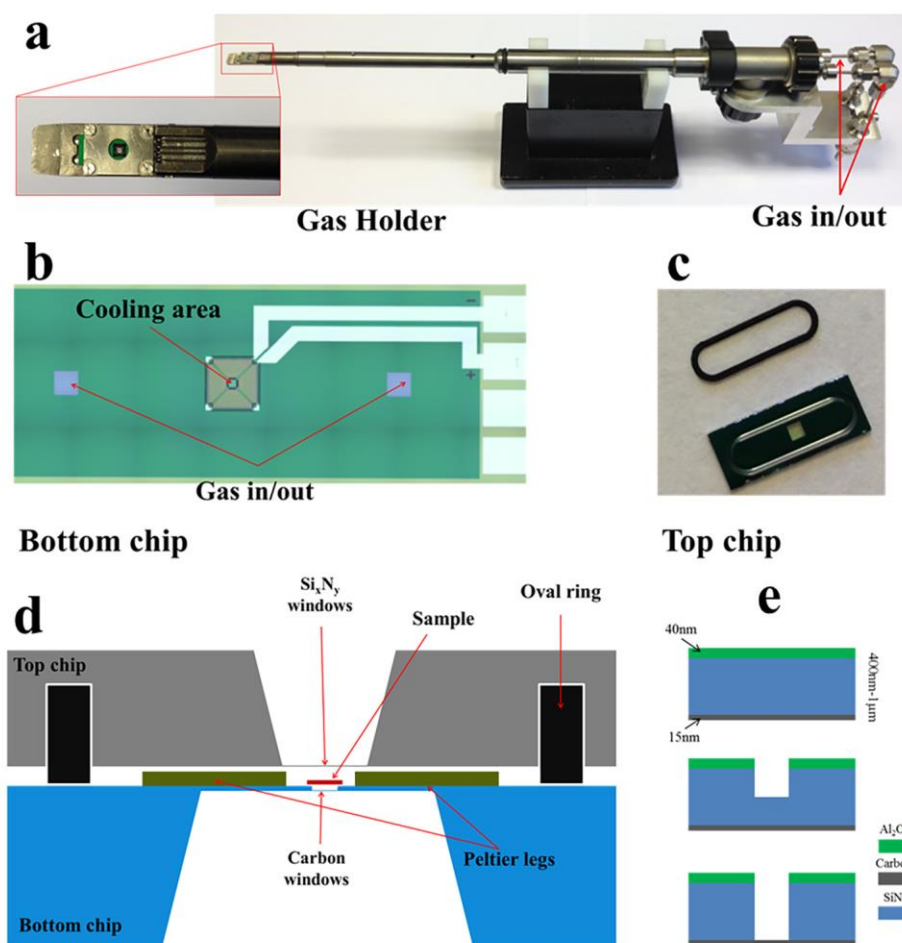 a
Gas Holder
Gas in/out
b
Cooling area
−
+
Gas in/out
c
Bottom chip
Top chip
d
SixNy
windows
Sample
Oval ring
Top chip
Carbon
windows
Peltier legs
Bottom chip
e
40nm
400nm-1μm
15nm
Al₂O
Carbo
SiN